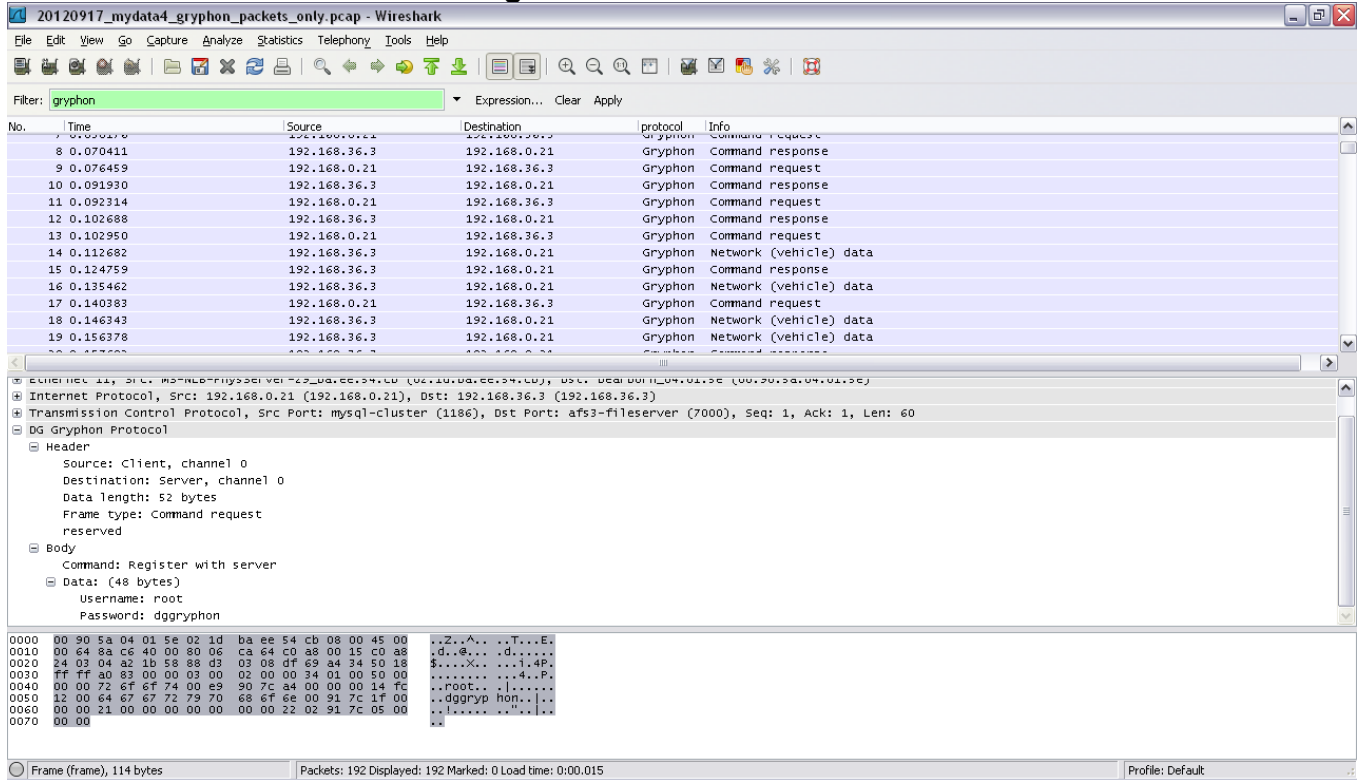 20120917_mydata4_gryphon_packets_only.pcap - Wireshark
File Edit View Go Capture Analyze Statistics Telephony Tools Help
Filter: gryphon Expression... Clear Apply
No. Time Source Destination protocol Info
8 0.070411 192.168.36.3 192.168.0.21 Gryphon Command response
9 0.076459 192.168.0.21 192.168.36.3 Gryphon Command request
10 0.091930 192.168.36.3 192.168.0.21 Gryphon Command response
11 0.092314 192.168.0.21 192.168.36.3 Gryphon Command request
12 0.102688 192.168.36.3 192.168.0.21 Gryphon Command response
13 0.102950 192.168.0.21 192.168.36.3 Gryphon Command request
14 0.112682 192.168.36.3 192.168.0.21 Gryphon Network (vehicle) data
15 0.124759 192.168.36.3 192.168.0.21 Gryphon Command response
16 0.135462 192.168.36.3 192.168.0.21 Gryphon Network (vehicle) data
17 0.140383 192.168.0.21 192.168.36.3 Gryphon Command request
18 0.146343 192.168.36.3 192.168.0.21 Gryphon Network (vehicle) data
19 0.156378 192.168.36.3 192.168.0.21 Gryphon Network (vehicle) data
Internet Protocol, Src: 192.168.0.21 (192.168.0.21), Dst: 192.168.36.3 (192.168.36.3)
Transmission Control Protocol, Src Port: mysql-cluster (1186), Dst Port: afs3-fileserver (7000), Seq: 1, Ack: 1, Len: 60
DG Gryphon Protocol
Header
Source: Client, channel 0
Destination: Server, channel 0
Data length: 52 bytes
Frame type: Command request
reserved
Body
Command: Register with server
Data: (48 bytes)
Username: root
Password: dggryphon
0000 00 90 5a 04 01 5e 02 1d ba ee 54 cb 08 00 45 00 ..Z..^.. ..T...E.
0010 00 64 8a c6 40 00 80 06 ca 64 c0 a8 00 15 c0 a8 .d..@... .d......
0020 24 03 04 a2 1b 58 88 d3 03 08 df 69 a4 34 50 18 $....X.. ...i.4P.
0030 ff ff a0 83 00 00 03 00 02 00 00 34 01 00 50 00 ........ ...4..P.
0040 00 00 72 6f 6f 74 00 e9 90 7c a4 00 00 00 14 fc ..root.. .|......
0050 12 00 64 67 67 72 79 70 68 6f 6e 00 91 7c 1f 00 ..dggryp hon..|..
0060 00 00 21 00 00 00 00 00 00 00 22 02 91 7c 05 00 ..!..... .."..|..
0070 00 00 ..
Frame (frame), 114 bytes Packets: 192 Displayed: 192 Marked: 0 Load time: 0:00.015 Profile: Default